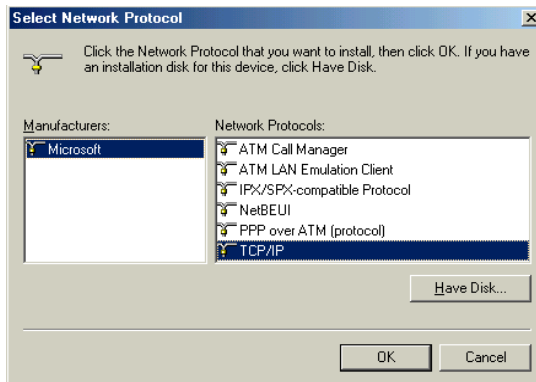 Select Network Protocol
Click the Network Protocol that you want to install, then click OK. If you have
an installation disk for this device, click Have Disk.
Manufacturers:
Microsoft
Network Protocols:
ATM Call Manager
ATM LAN Emulation Client
IPX/SPX-compatible Protocol
NetBEUI
PPP over ATM (protocol)
TCP/IP
Have Disk...
OK
Cancel